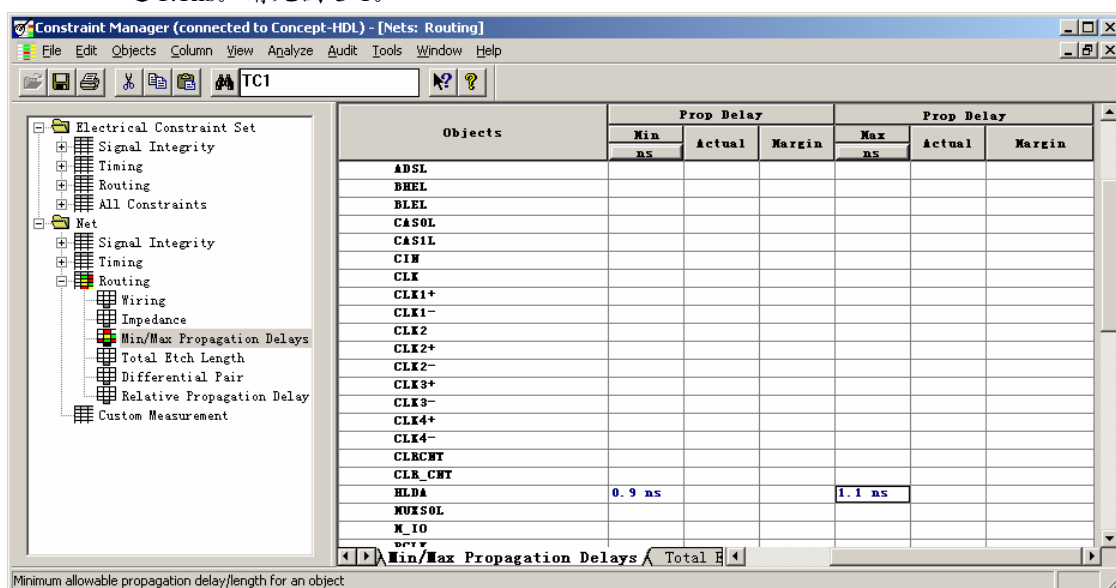 Constraint Manager (connected to Concept-HDL) - [Nets: Routing]
File Edit Objects Column View Analyze Audit Tools Window Help
TC1
Electrical Constraint Set
Signal Integrity
Timing
Routing
All Constraints
Net
Signal Integrity
Timing
Routing
Wiring
Impedance
Min/Max Propagation Delays
Total Etch Length
Differential Pair
Relative Propagation Delay
Custom Measurement
Objects
Prop Delay Prop Delay
Min Actual Margin Max Actual Margin
ns ns
ADSL
BHEL
BLEL
CAS0L
CAS1L
CIN
CLK
CLK1+
CLK1-
CLK2
CLK2+
CLK2-
CLK3+
CLK3-
CLK4+
CLK4-
CLRCNT
CLR_CNT
HLDA 0.9 ns 1.1 ns
MUXSOL
M_IO
Min/Max Propagation Delays Total E
Minimum allowable propagation delay/length for an object